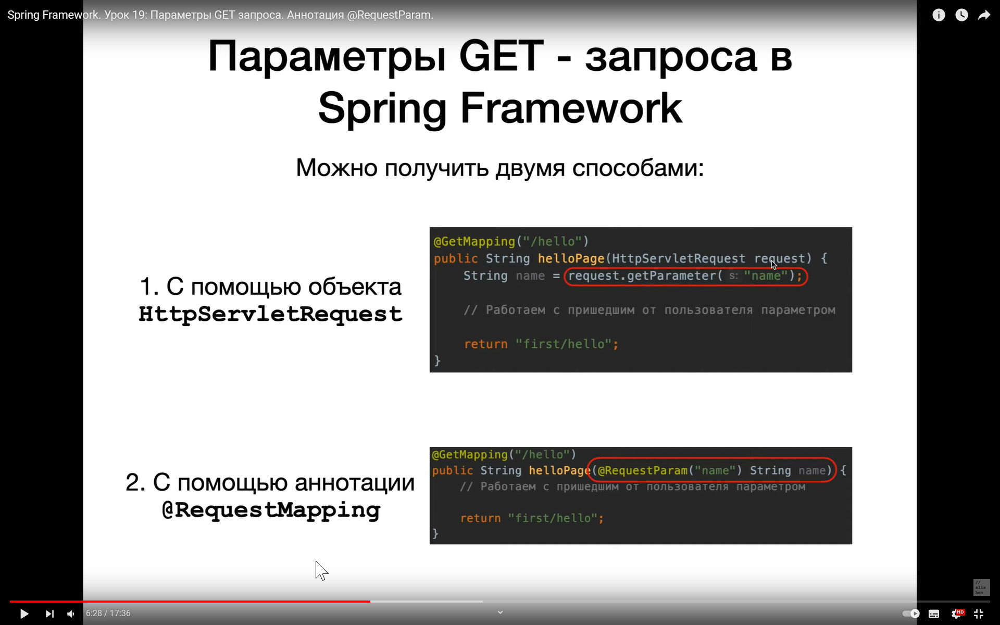 Spring Framework. Урок 19: Параметры GET запроса. Аннотация @RequestParam.
Параметры GET - запроса в
Spring Framework
Можно получить двумя способами:
1. С помощью объекта
HttpServletRequest
@GetMapping("/hello")
public String helloPage(HttpServletRequest request) {
String name = request.getParameter( s: "name");
// Работаем с пришедшим от пользователя параметром
return "first/hello";
}
2. С помощью аннотации
@RequestMapping
@GetMapping("/hello")
public String helloPage(@RequestParam("name") String name) {
// Работаем с пришедшим от пользователя параметром
return "first/hello";
}
//
alis
hev
6:28 / 17:36
HD